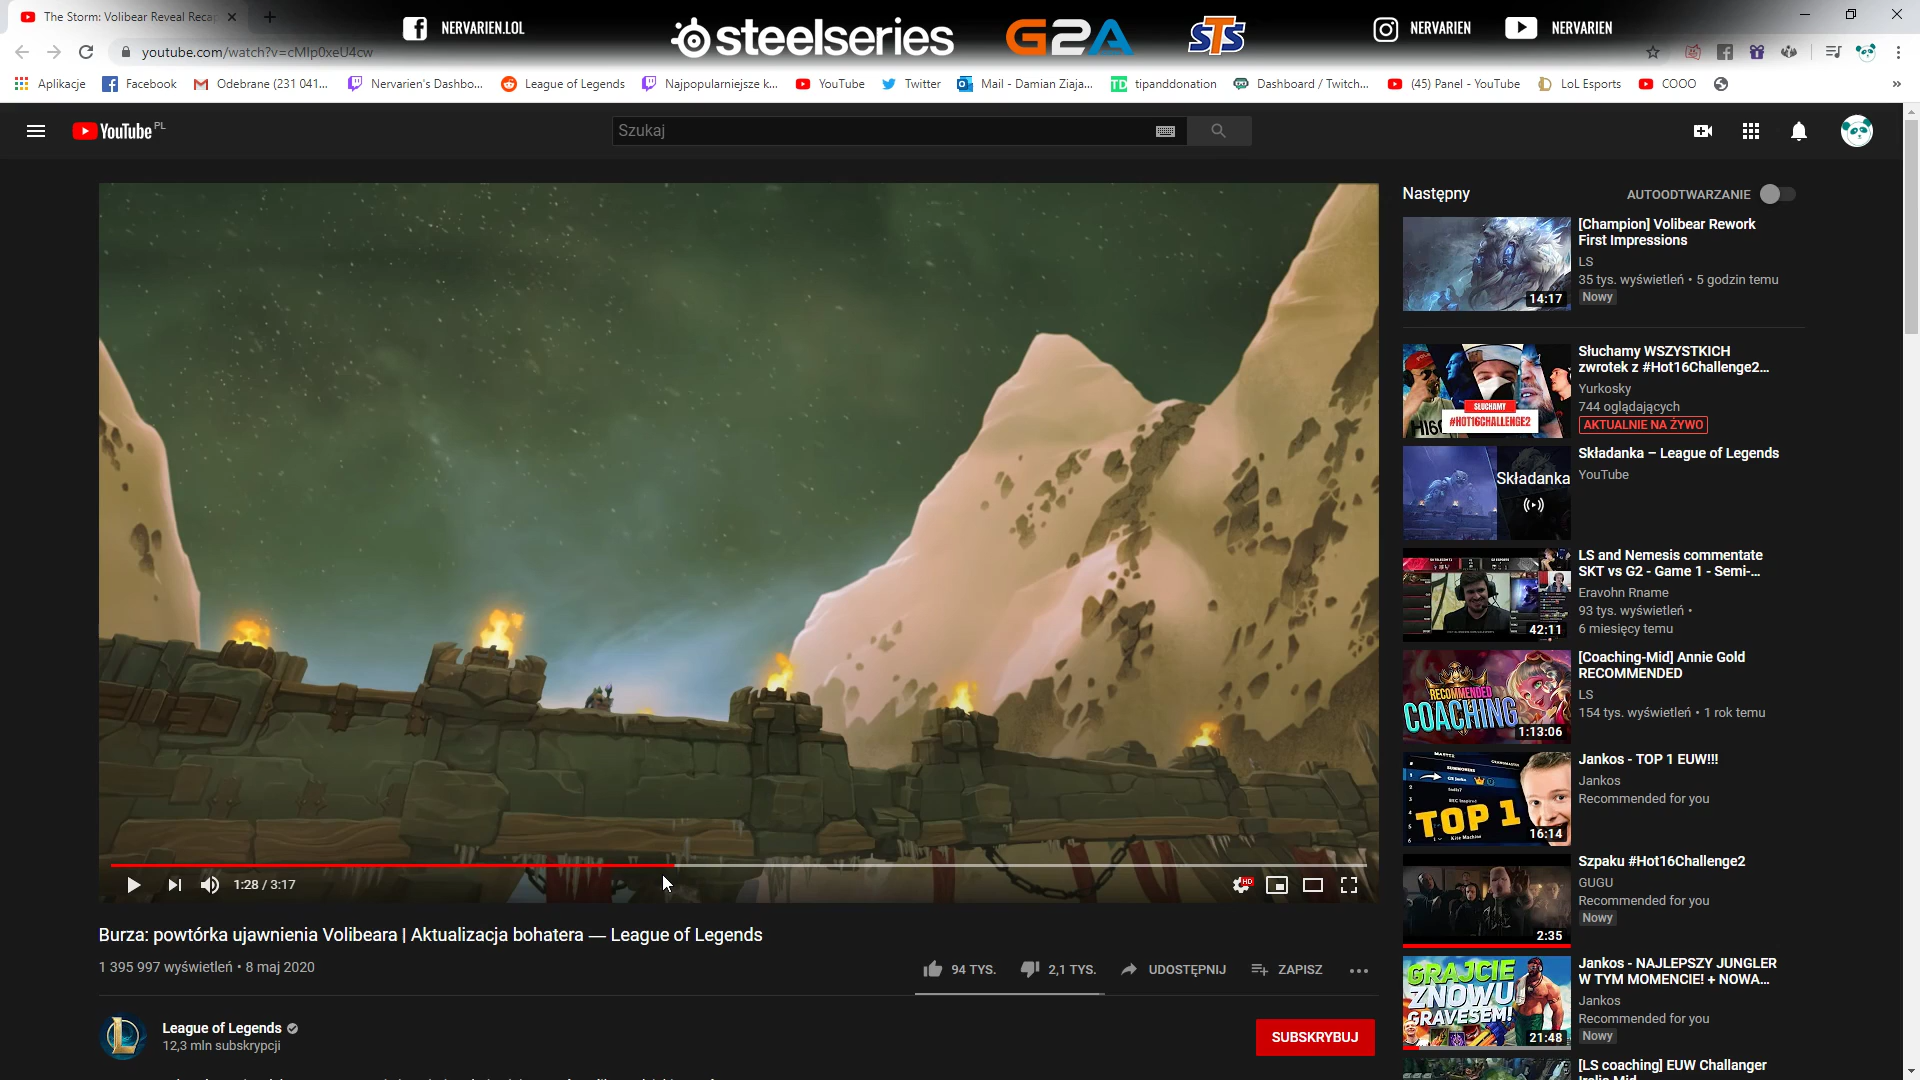 The Storm: Volibear Reveal Recap
NERVARIEN.LOL
steelseries
G2A
STS
NERVARIEN
NERVARIEN
youtube.com/watch?v=cMIp0xeU4cw
Aplikacje
Facebook
Odebrane (231 041...
Nervarien's Dashbo...
League of Legends
Najpopularniejsze k...
YouTube
Twitter
Mail - Damian Ziaja...
TD
tipanddonation
Dashboard / Twitch...
(45) Panel - YouTube
LoL Esports
COOO
»
YouTube PL
Szukaj
1:28 / 3:17
HD
Burza: powtórka ujawnienia Volibeara | Aktualizacja bohatera — League of Legends
1 395 997 wyświetleń • 8 maj 2020
94 TYS.
2,1 TYS.
UDOSTĘPNIJ
ZAPISZ
League of Legends
12,3 mln subskrypcji
SUBSKRYBUJ
Następny
AUTOODTWARZANIE
14:17
[Champion] Volibear Rework
First Impressions
LS
35 tys. wyświetleń • 5 godzin temu
Nowy
SŁUCHAMY
#HOT16CHALLENGE2
Słuchamy WSZYSTKICH
zwrotek z #Hot16Challenge2...
Yurkosky
744 oglądających
AKTUALNIE NA ŻYWO
Składanka
Składanka – League of Legends
YouTube
42:11
LS and Nemesis commentate
SKT vs G2 - Game 1 - Semi-...
Eravohn Rname
93 tys. wyświetleń •
6 miesięcy temu
RECOMMENDED
COACHING
1:13:06
[Coaching-Mid] Annie Gold
RECOMMENDED
LS
154 tys. wyświetleń • 1 rok temu
TOP 1
16:14
Jankos - TOP 1 EUW!!!
Jankos
Recommended for you
2:35
Szpaku #Hot16Challenge2
GUGU
Recommended for you
Nowy
GRAJCIE
ZNOWU
GRAVESEM!
21:48
Jankos - NAJLEPSZY JUNGLER
W TYM MOMENCIE! + NOWA...
Jankos
Recommended for you
Nowy
[LS coaching] EUW Challanger